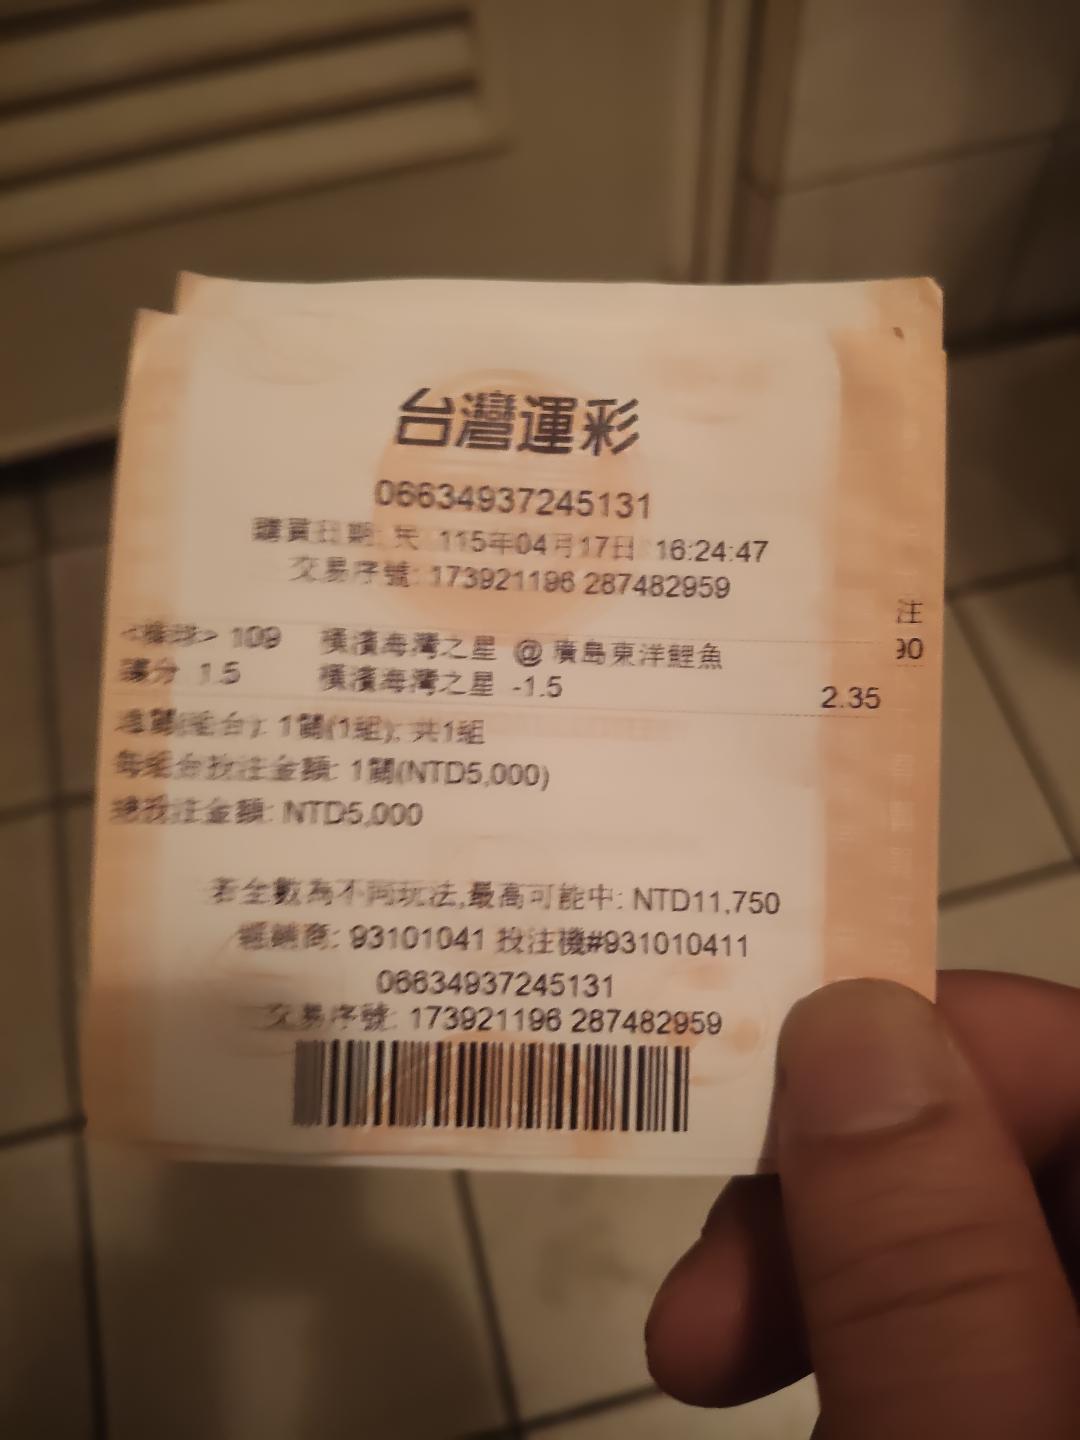 台灣運彩
06634937245131
購買日期: 民 115年04月17日 16:24:47
交易序號: 173921196 287482959
注
<棒球> 109 橫濱海灣之星 @ 廣島東洋鯉魚
90
讓分 1.5 橫濱海灣之星 -1.5 2.35
過關(組合): 1關(1組); 共1組
每組合投注金額: 1關(NTD5,000)
總投注金額: NTD5,000
若全數為不同玩法,最高可能中: NTD11,750
經銷商: 93101041 投注機#931010411
06634937245131
交易序號: 173921196 287482959